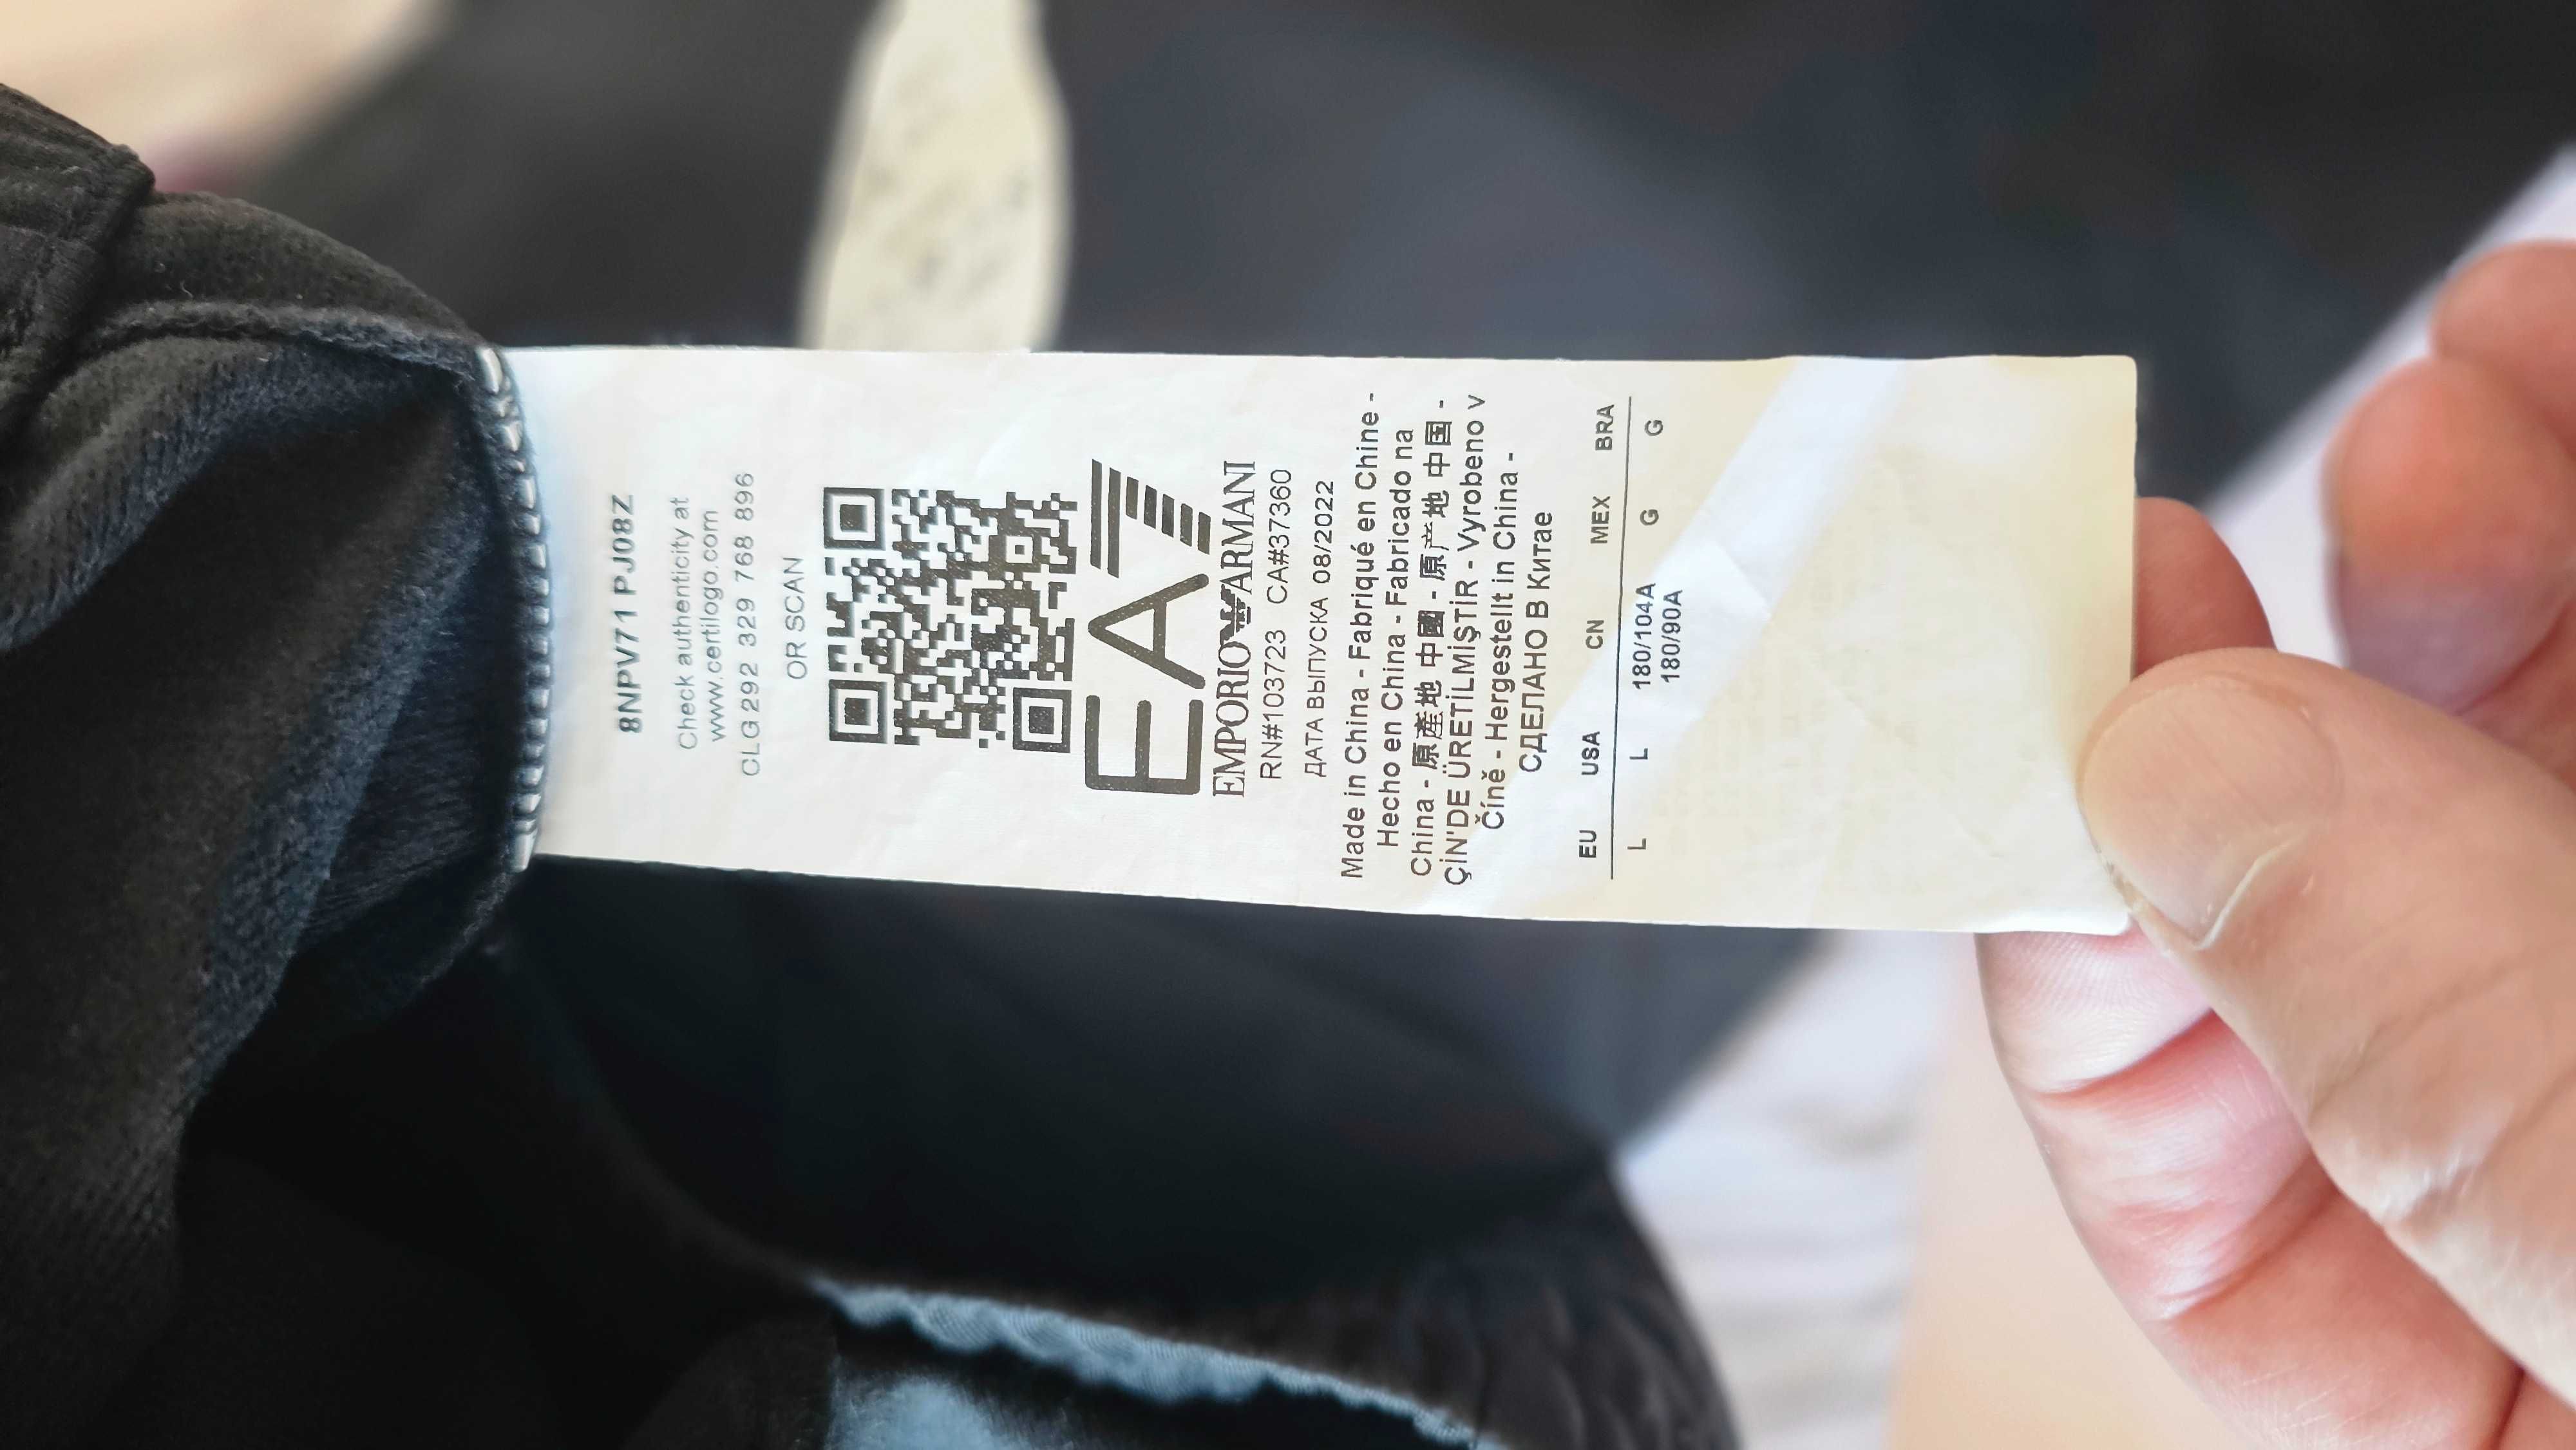 8NPV71 PJ08Z
Check authenticity at
www.certilogo.com
CLG 292 329 768 896
OR SCAN
EA7
EMPORIO ARMANI
RN#103723 CA#37360
ДАТА ВЫПУСКА 08/2022
Made in China - Fabriqué en Chine -
Hecho en China - Fabricado na
China - 原產地 中國 - 原产地 中国 -
ÇİN'DE ÜRETİLMİŞTİR - Vyrobeno v
Číně - Hergestellt in China -
СДЕЛАНО В Китае
EU USA CN MEX BRA
L L 180/104A G G
180/90A